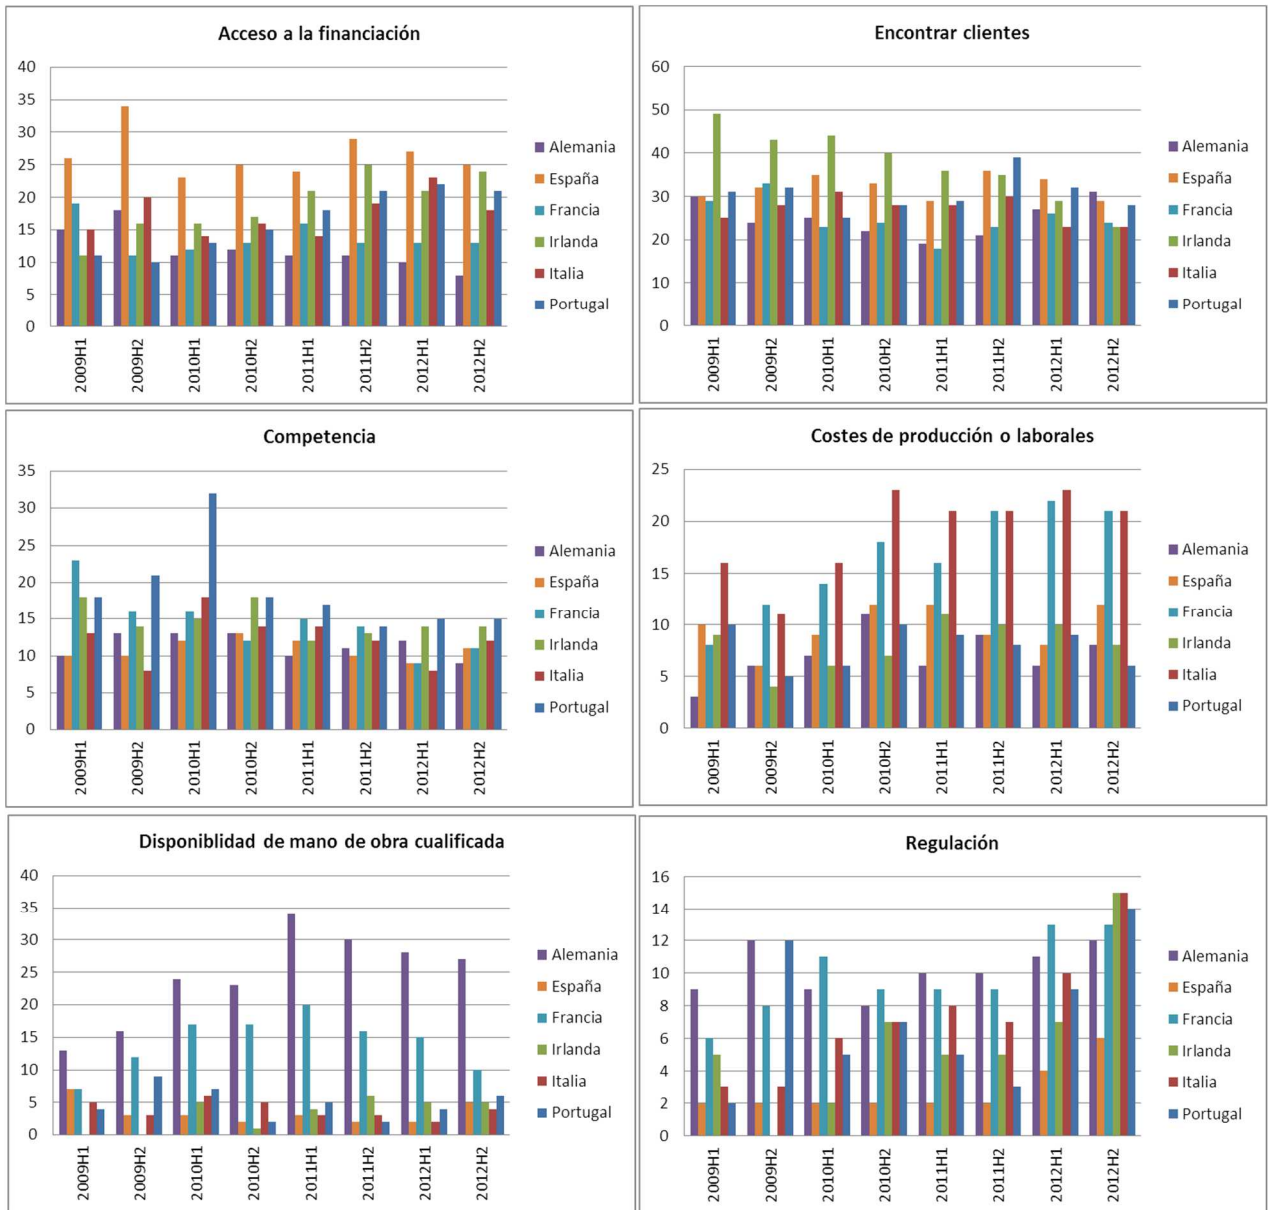 Acceso a la financiación
40
35
30
25
20
15
10
5
0
2009H1
2009H2
2010H1
2010H2
2011H1
2011H2
2012H1
2012H2
Alemania
España
Francia
Irlanda
Italia
Portugal
Encontrar clientes
60
50
40
30
20
10
0
2009H1
2009H2
2010H1
2010H2
2011H1
2011H2
2012H1
2012H2
Alemania
España
Francia
Irlanda
Italia
Portugal
Competencia
35
30
25
20
15
10
5
0
2009H1
2009H2
2010H1
2010H2
2011H1
2011H2
2012H1
2012H2
Alemania
España
Francia
Irlanda
Italia
Portugal
Costes de producción o laborales
25
20
15
10
5
0
2009H1
2009H2
2010H1
2010H2
2011H1
2011H2
2012H1
2012H2
Alemania
España
Francia
Irlanda
Italia
Portugal
Disponiblidad de mano de obra cualificada
40
35
30
25
20
15
10
5
0
2009H1
2009H2
2010H1
2010H2
2011H1
2011H2
2012H1
2012H2
Alemania
España
Francia
Irlanda
Italia
Portugal
Regulación
16
14
12
10
8
6
4
2
0
2009H1
2009H2
2010H1
2010H2
2011H1
2011H2
2012H1
2012H2
Alemania
España
Francia
Irlanda
Italia
Portugal